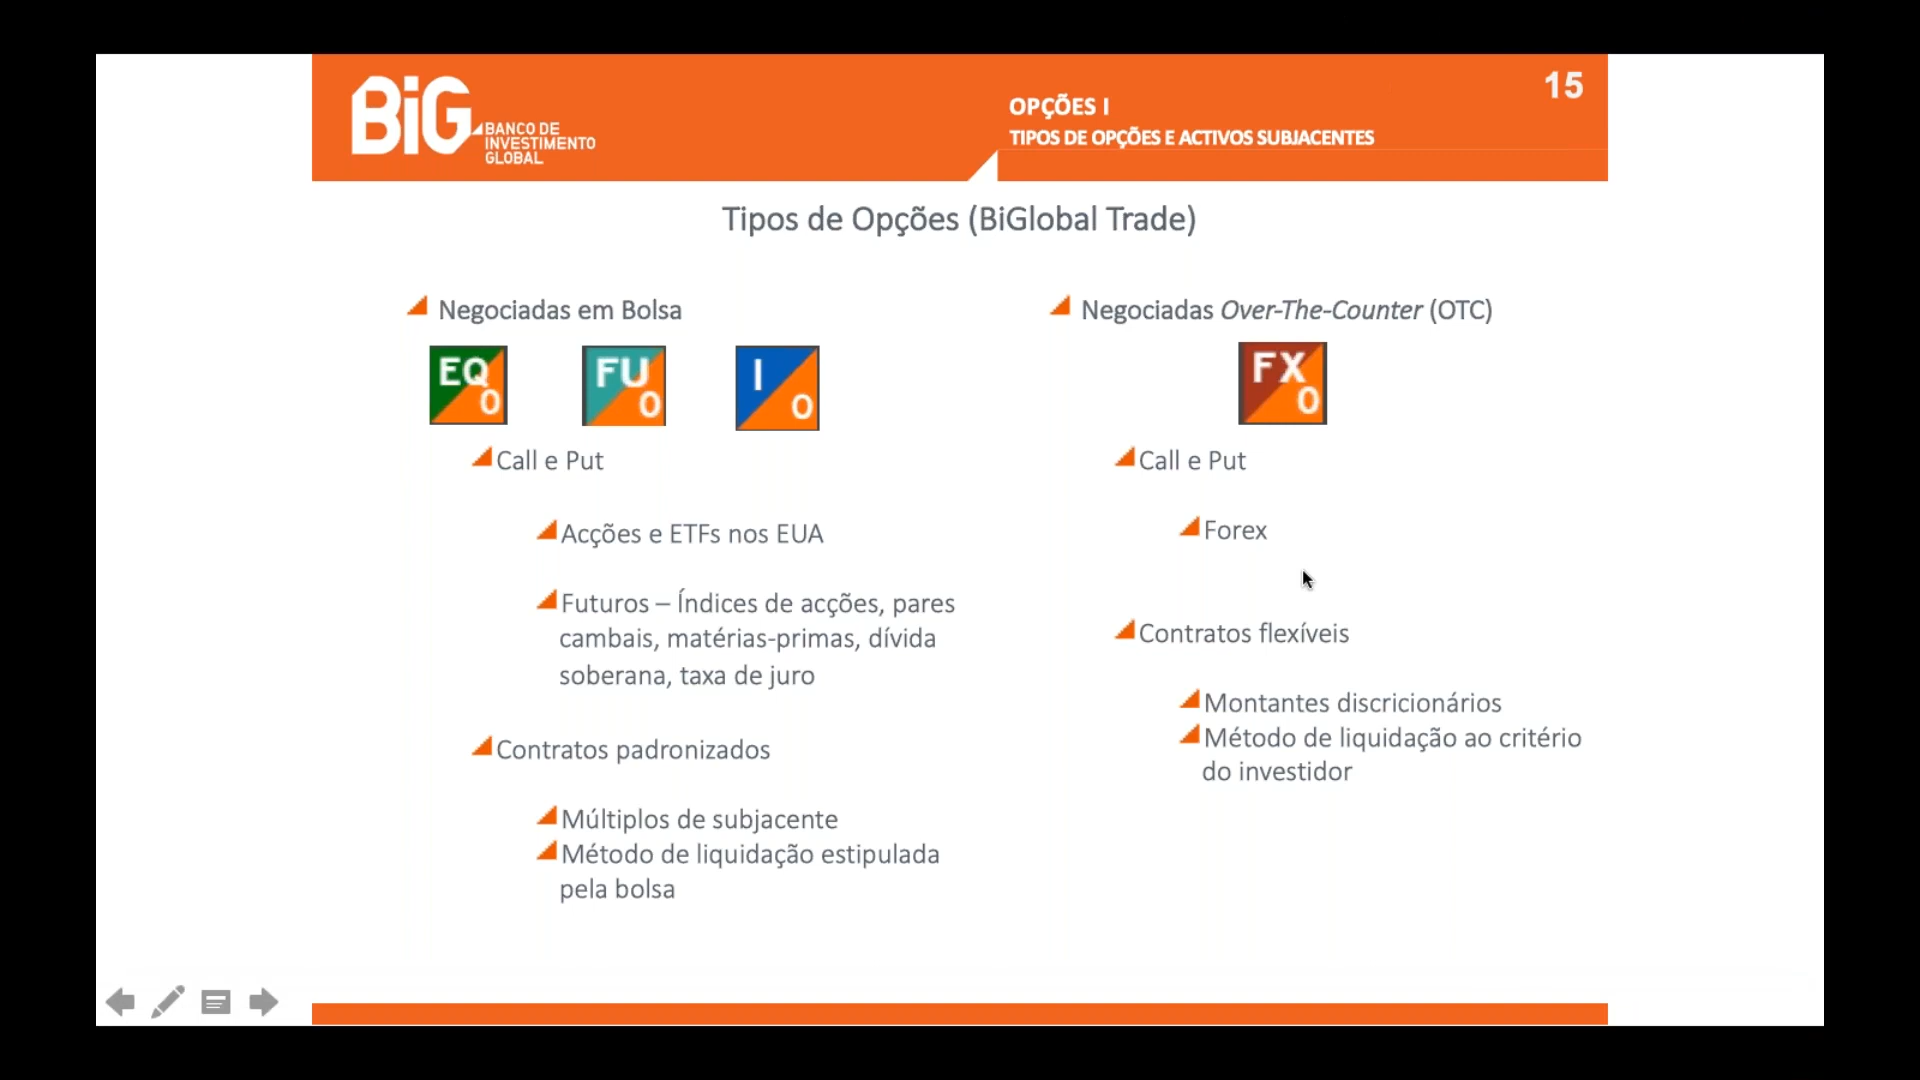 BiG
BANCO DE
INVESTIMENTO
GLOBAL
OPÇÕES I
TIPOS DE OPÇÕES E ACTIVOS SUBJACENTES
15
Tipos de Opções (BiGlobal Trade)
Negociadas em Bolsa
EQ O
FU O
I O
Call e Put
Acções e ETFs nos EUA
Futuros – Índices de acções, pares
cambais, matérias-primas, dívida
soberana, taxa de juro
Contratos padronizados
Múltiplos de subjacente
Método de liquidação estipulada
pela bolsa
Negociadas Over-The-Counter (OTC)
FX O
Call e Put
Forex
Contratos flexíveis
Montantes discricionários
Método de liquidação ao critério
do investidor